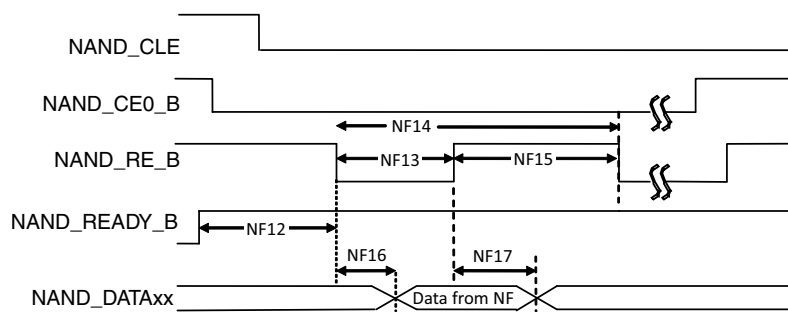 NAND_CLE
NAND_CE0_B
NF14
NAND_RE_B
NF13
NF15
NAND_READY_B
NF12
NF16
NF17
NAND_DATAxx
Data from NF